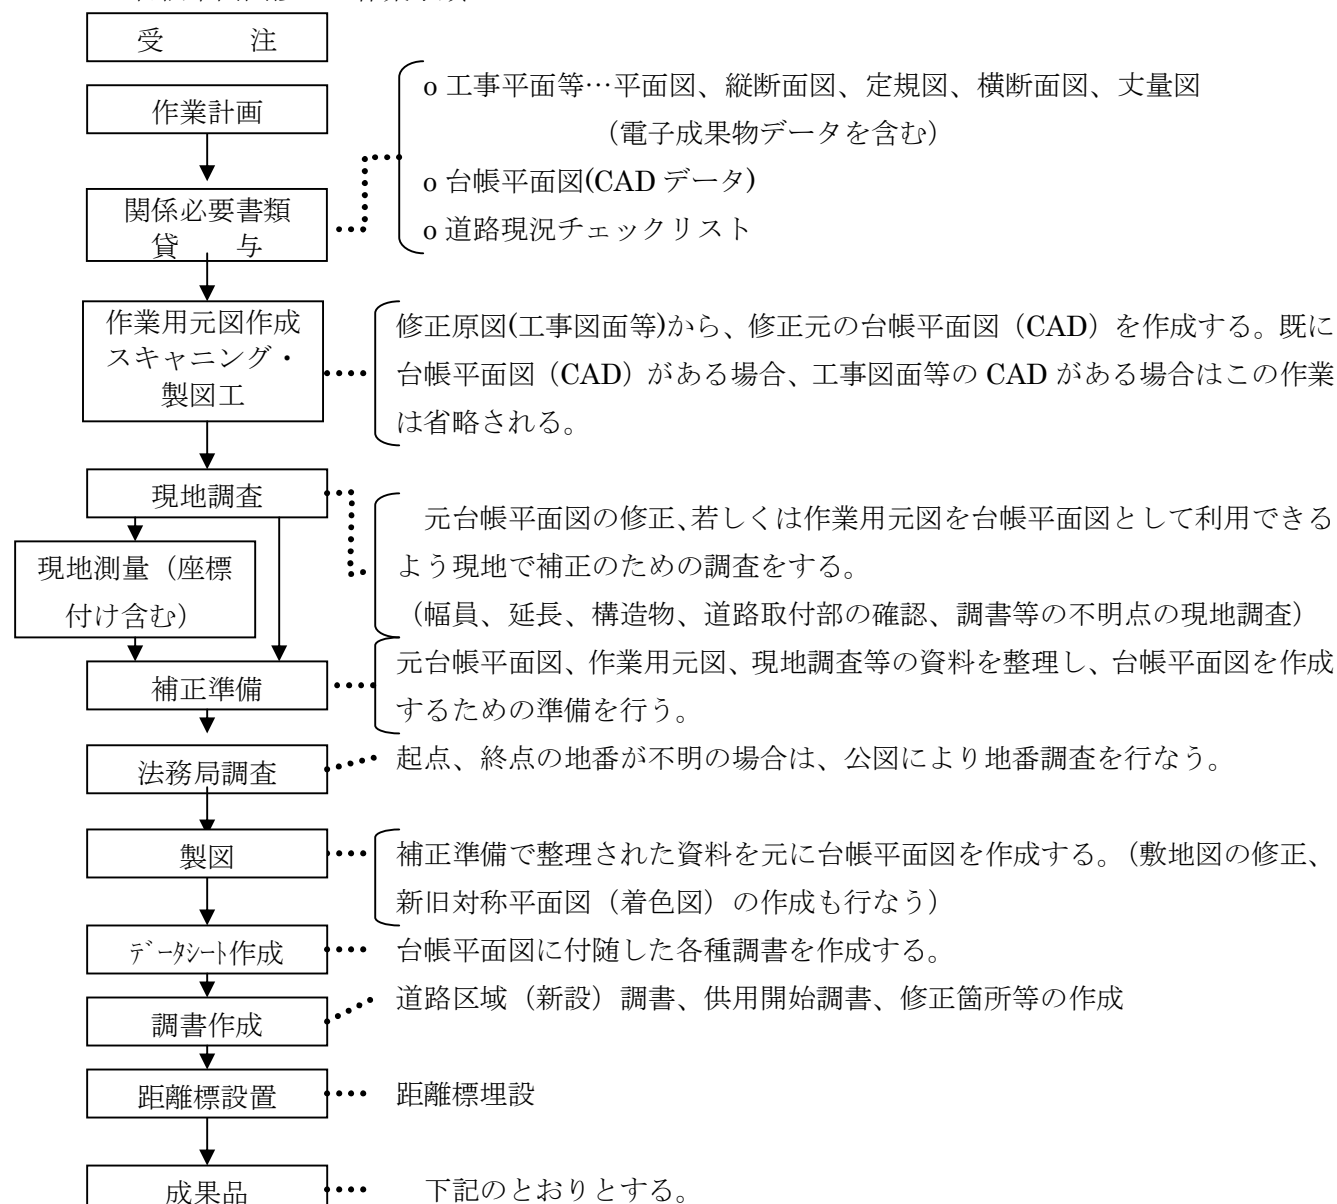 受　　　注
作業計画
o 工事平面等…平面図、縦断面図、定規図、横断面図、丈量図
（電子成果物データを含む）
o 台帳平面図(CAD データ)
o 道路現況チェックリスト
関係必要書類
貸　　与
作業用元図作成
スキャニング・
製図工
修正原図(工事図面等)から、修正元の台帳平面図（CAD）を作成する。既に
台帳平面図（CAD）がある場合、工事図面等の CAD がある場合はこの作業
は省略される。
現地調査
元台帳平面図の修正、若しくは作業用元図を台帳平面図として利用できる
よう現地で補正のための調査をする。
（幅員、延長、構造物、道路取付部の確認、調書等の不明点の現地調査）
現地測量（座標
付け含む）
補正準備
元台帳平面図、作業用元図、現地調査等の資料を整理し、台帳平面図を作成
するための準備を行う。
法務局調査
起点、終点の地番が不明の場合は、公図により地番調査を行なう。
製図
補正準備で整理された資料を元に台帳平面図を作成する。（敷地図の修正、
新旧対称平面図（着色図）の作成も行なう）
ﾃﾞｰﾀｼｰﾄ作成
台帳平面図に付随した各種調書を作成する。
調書作成
道路区域（新設）調書、供用開始調書、修正箇所等の作成
距離標設置
距離標埋設
成果品
下記のとおりとする。